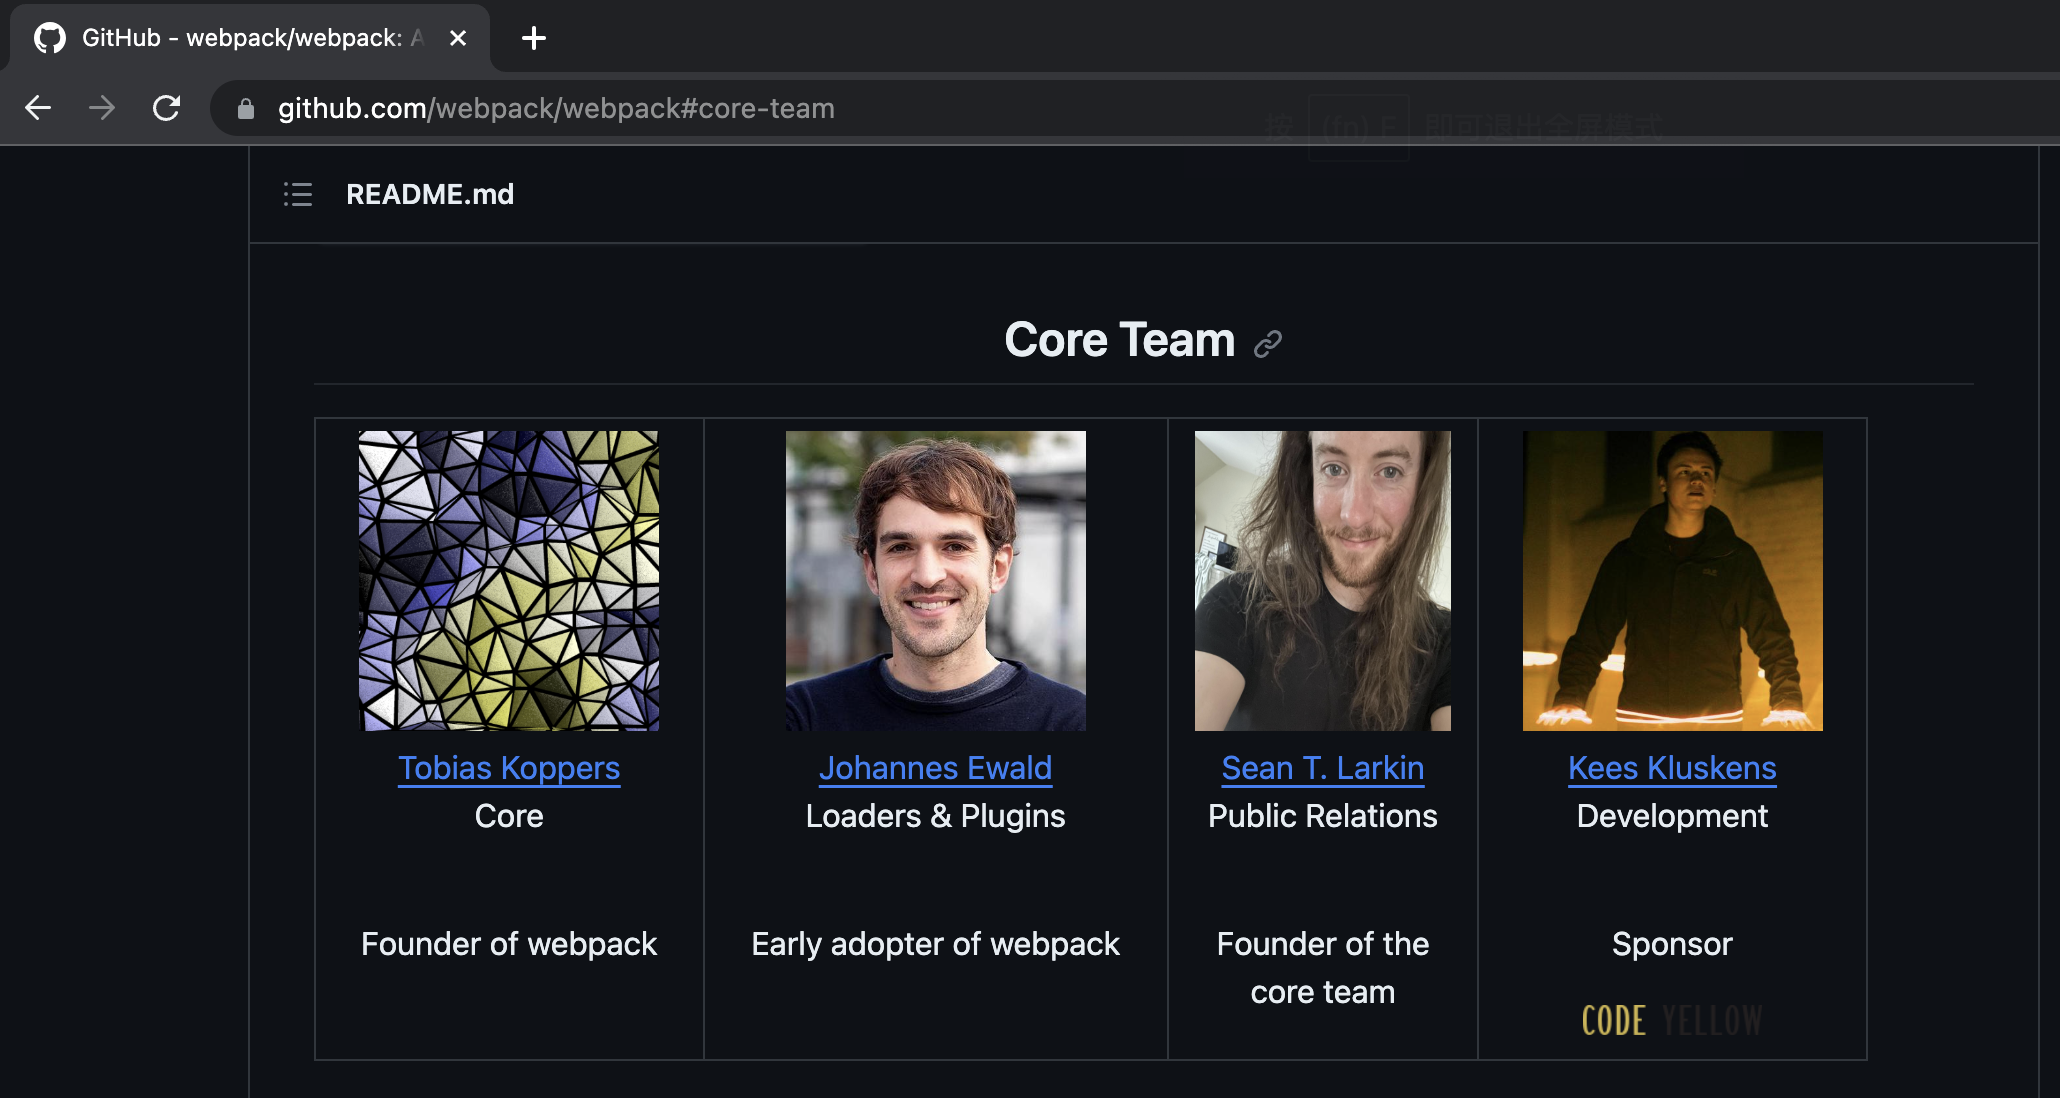 GitHub - webpack/webpack: A
github.com/webpack/webpack#core-team
按 (fn) F 即可退出全屏模式
README.md
Core Team
Tobias Koppers
Core
Founder of webpack
Johannes Ewald
Loaders & Plugins
Early adopter of webpack
Sean T. Larkin
Public Relations
Founder of the
core team
Kees Kluskens
Development
Sponsor
CODE YELLOW